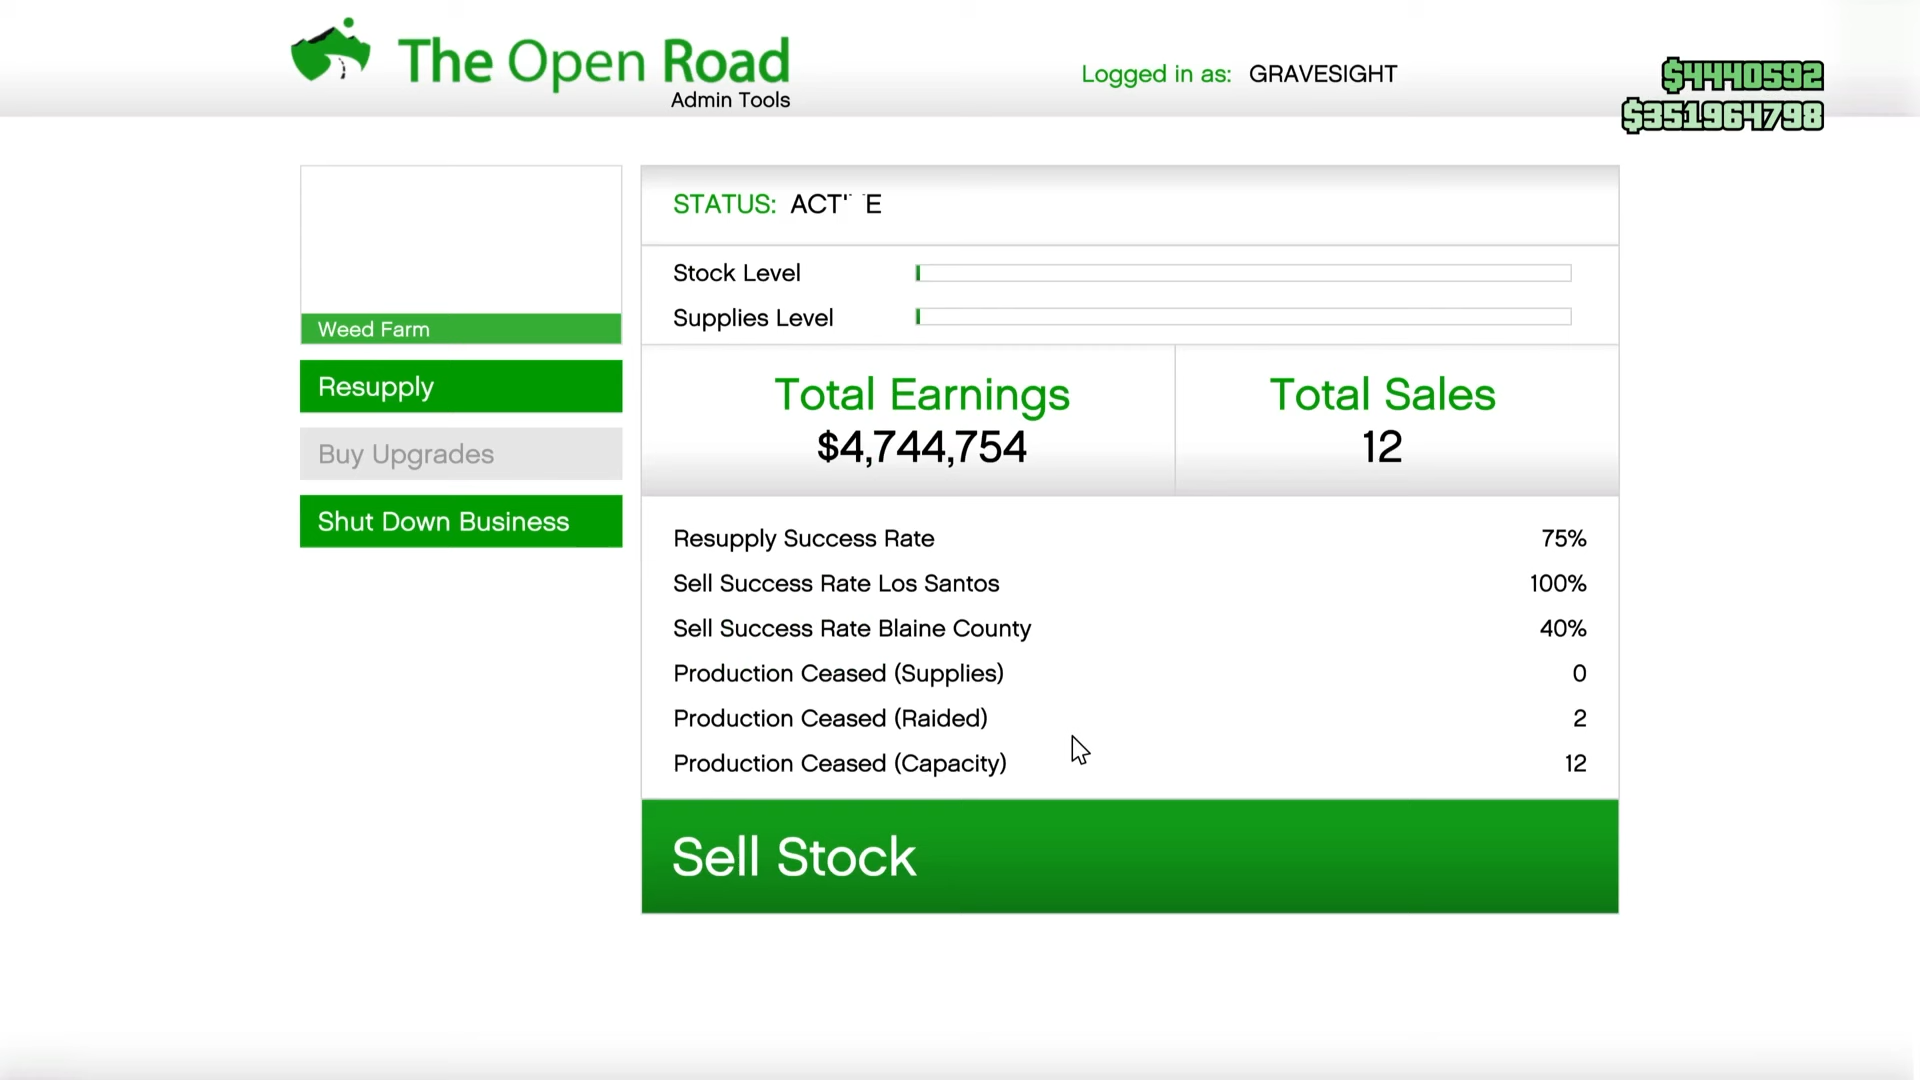 The Open Road
Admin Tools
Logged in as: GRAVESIGHT
$4440592
$351964798
Weed Farm
Resupply
Buy Upgrades
Shut Down Business
STATUS: ACTIVE
Stock Level
Supplies Level
Total Earnings
$4,744,754
Total Sales
12
Resupply Success Rate 75%
Sell Success Rate Los Santos 100%
Sell Success Rate Blaine County 40%
Production Ceased (Supplies) 0
Production Ceased (Raided) 2
Production Ceased (Capacity) 12
Sell Stock